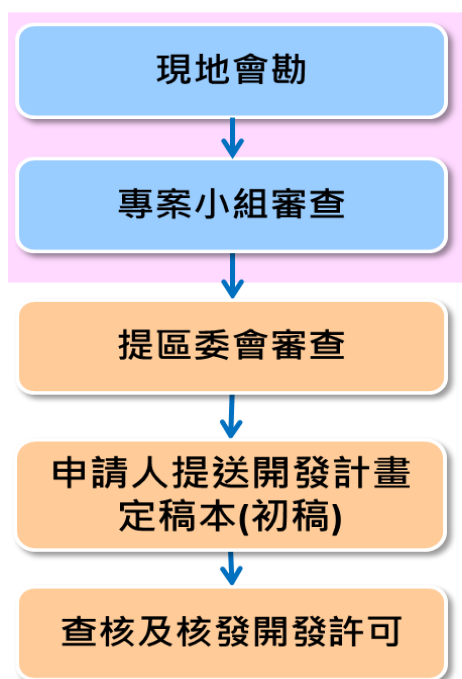 現地會勘
專案小組審查
提區委會審查
申請人提送開發計畫
定稿本(初稿)
查核及核發開發許可